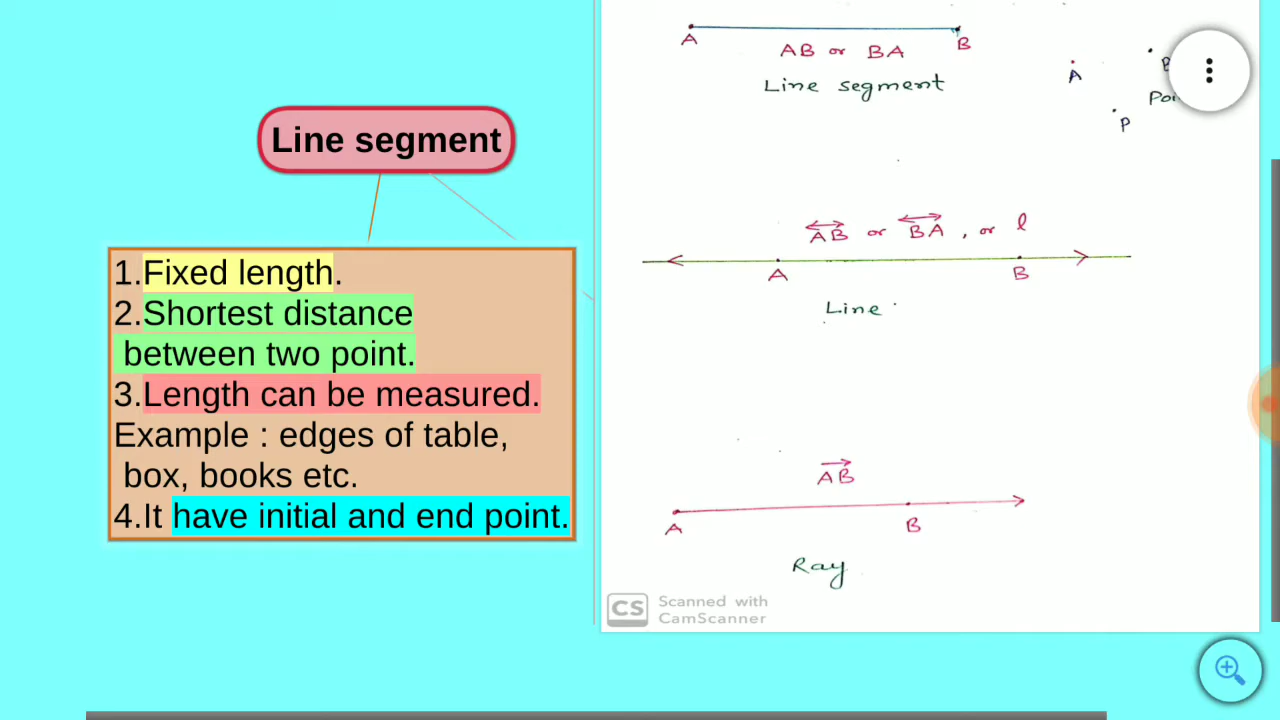 Line segment
1.Fixed length.
2.Shortest distance
between two point.
3.Length can be measured.
Example : edges of table,
box, books etc.
4.It have initial and end point.
A B
AB or BA
Line segment
A
P
AB or BA , or l
A B
Line
AB
A B
Ray
CS Scanned with
CamScanner